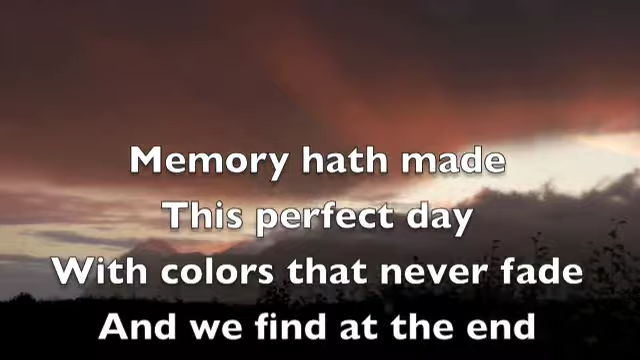 Memory hath made
This perfect day
With colors that never fade
And we find at the end